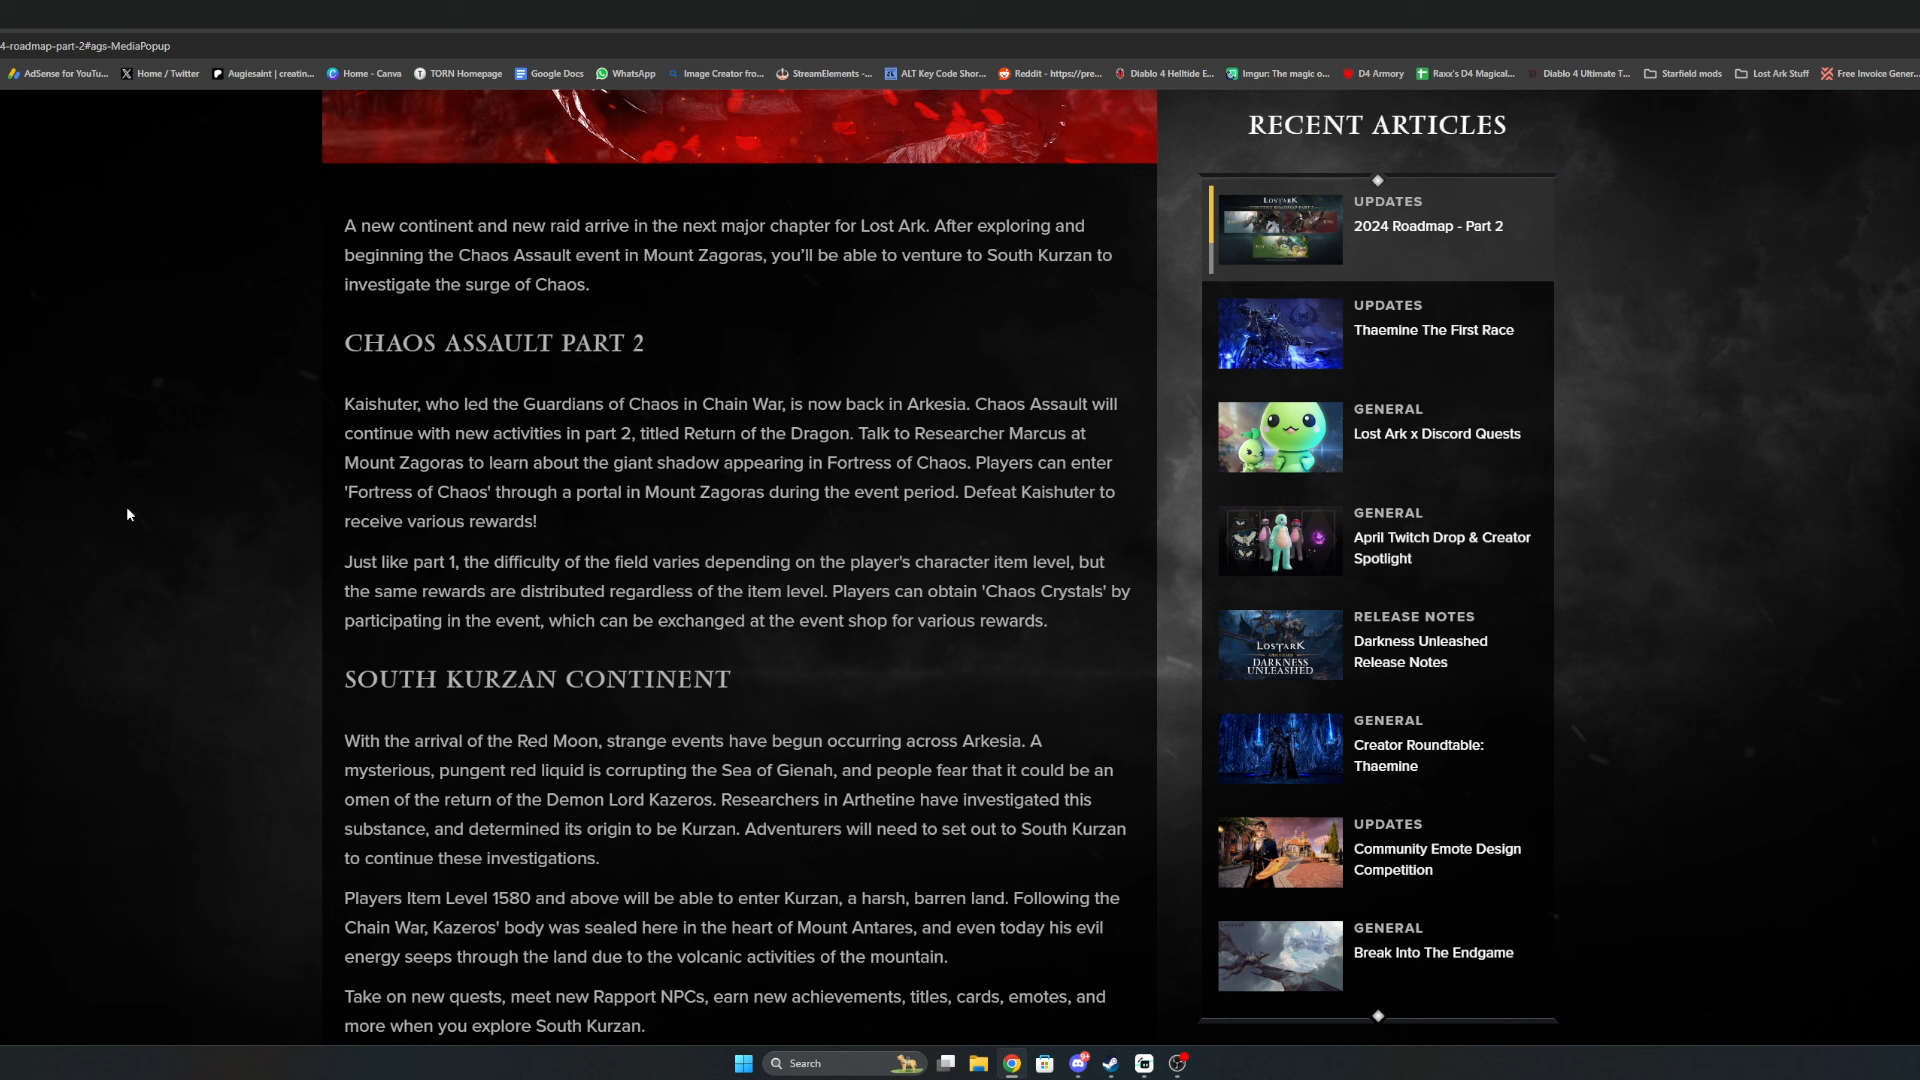 4-roadmap-part-2#ags-MediaPopup
AdSense for YouTu...
Home / Twitter
Augiesaint | creatin...
Home - Canva
TORN Homepage
Google Docs
WhatsApp
Image Creator fro...
StreamElements -...
ALT Key Code Shor...
Reddit - https://pre...
Diablo 4 Helltide E...
Imgur: The magic o...
D4 Armory
Raxx's D4 Magical...
Diablo 4 Ultimate T...
Starfield mods
Lost Ark Stuff
Free Invoice Gener...
A new continent and new raid arrive in the next major chapter for Lost Ark. After exploring and
beginning the Chaos Assault event in Mount Zagoras, you’ll be able to venture to South Kurzan to
investigate the surge of Chaos.
CHAOS ASSAULT PART 2
Kaishuter, who led the Guardians of Chaos in Chain War, is now back in Arkesia. Chaos Assault will
continue with new activities in part 2, titled Return of the Dragon. Talk to Researcher Marcus at
Mount Zagoras to learn about the giant shadow appearing in Fortress of Chaos. Players can enter
'Fortress of Chaos' through a portal in Mount Zagoras during the event period. Defeat Kaishuter to
receive various rewards!
Just like part 1, the difficulty of the field varies depending on the player's character item level, but
the same rewards are distributed regardless of the item level. Players can obtain 'Chaos Crystals' by
participating in the event, which can be exchanged at the event shop for various rewards.
SOUTH KURZAN CONTINENT
With the arrival of the Red Moon, strange events have begun occurring across Arkesia. A
mysterious, pungent red liquid is corrupting the Sea of Gienah, and people fear that it could be an
omen of the return of the Demon Lord Kazeros. Researchers in Arthetine have investigated this
substance, and determined its origin to be Kurzan. Adventurers will need to set out to South Kurzan
to continue these investigations.
Players Item Level 1580 and above will be able to enter Kurzan, a harsh, barren land. Following the
Chain War, Kazeros' body was sealed here in the heart of Mount Antares, and even today his evil
energy seeps through the land due to the volcanic activities of the mountain.
Take on new quests, meet new Rapport NPCs, earn new achievements, titles, cards, emotes, and
more when you explore South Kurzan.
RECENT ARTICLES
LOST ARK
UPDATES
2024 Roadmap - Part 2
UPDATES
Thaemine The First Race
GENERAL
Lost Ark x Discord Quests
GENERAL
April Twitch Drop & Creator
Spotlight
LOST ARK
DARKNESS
UNLEASHED
RELEASE NOTES
Darkness Unleashed
Release Notes
GENERAL
Creator Roundtable:
Thaemine
UPDATES
Community Emote Design
Competition
GENERAL
Break Into The Endgame
Search
9+